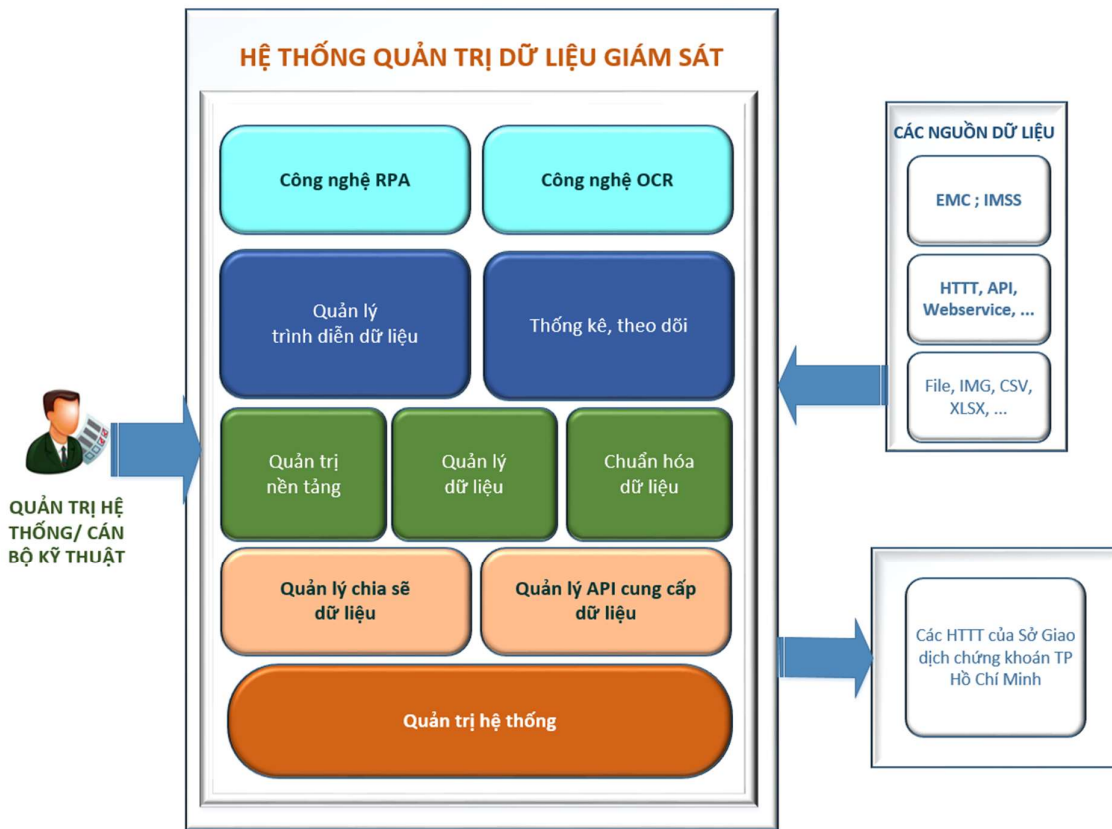 HỆ THỐNG QUẢN TRỊ DỮ LIỆU GIÁM SÁT
Công nghệ RPA
Công nghệ OCR
Quản lý
trình diễn dữ liệu
Thống kê, theo dõi
Quản trị
nền tảng
Quản lý
dữ liệu
Chuẩn hóa
dữ liệu
Quản lý chia sẽ
dữ liệu
Quản lý API cung cấp
dữ liệu
Quản trị hệ thống
QUẢN TRỊ HỆ
THỐNG/ CÁN
BỘ KỸ THUẬT
CÁC NGUỒN DỮ LIỆU
EMC ; IMSS
HTTT, API,
Webservice, ...
File, IMG, CSV,
XLSX, ...
Các HTTT của Sở Giao
dịch chứng khoán TP
Hồ Chí Minh